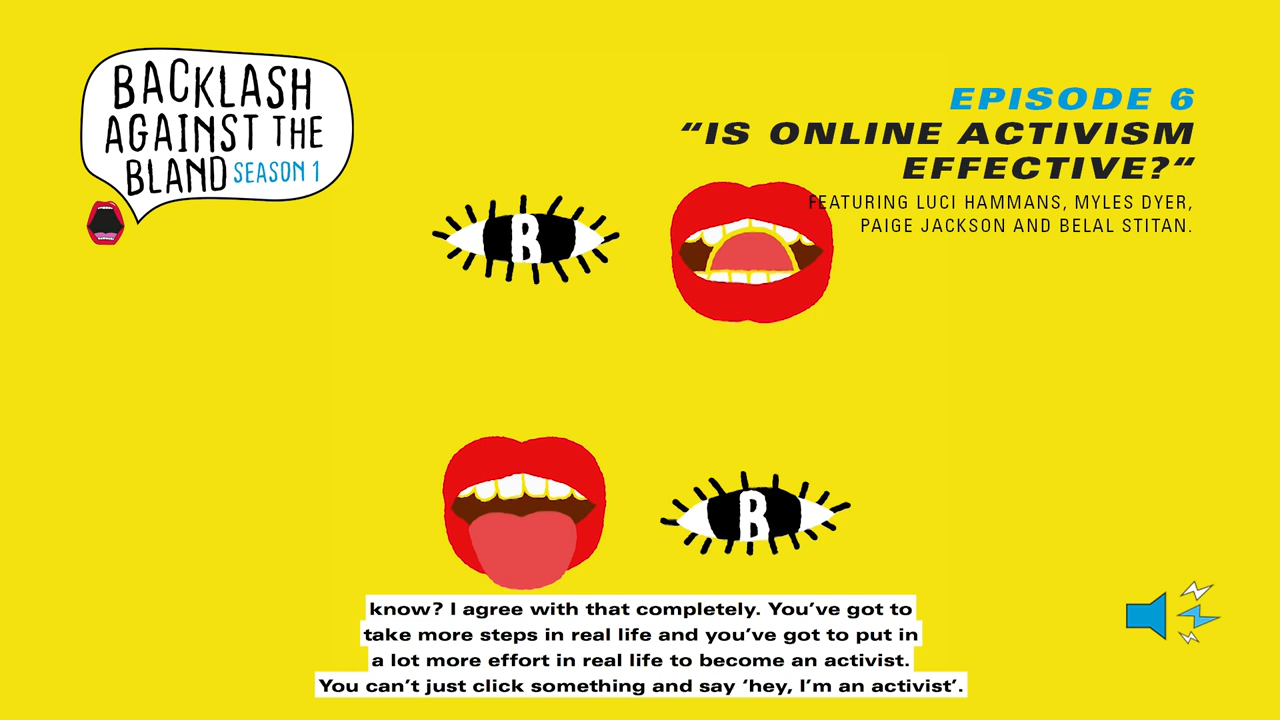 BACKLASH
AGAINST THE
BLAND SEASON 1
EPISODE 6
“IS ONLINE ACTIVISM
EFFECTIVE?“
FEATURING LUCI HAMMANS, MYLES DYER,
PAIGE JACKSON AND BELAL STITAN.
B
B
know? I agree with that completely. You’ve got to
take more steps in real life and you’ve got to put in
a lot more effort in real life to become an activist.
You can’t just click something and say ‘hey, I’m an activist’.